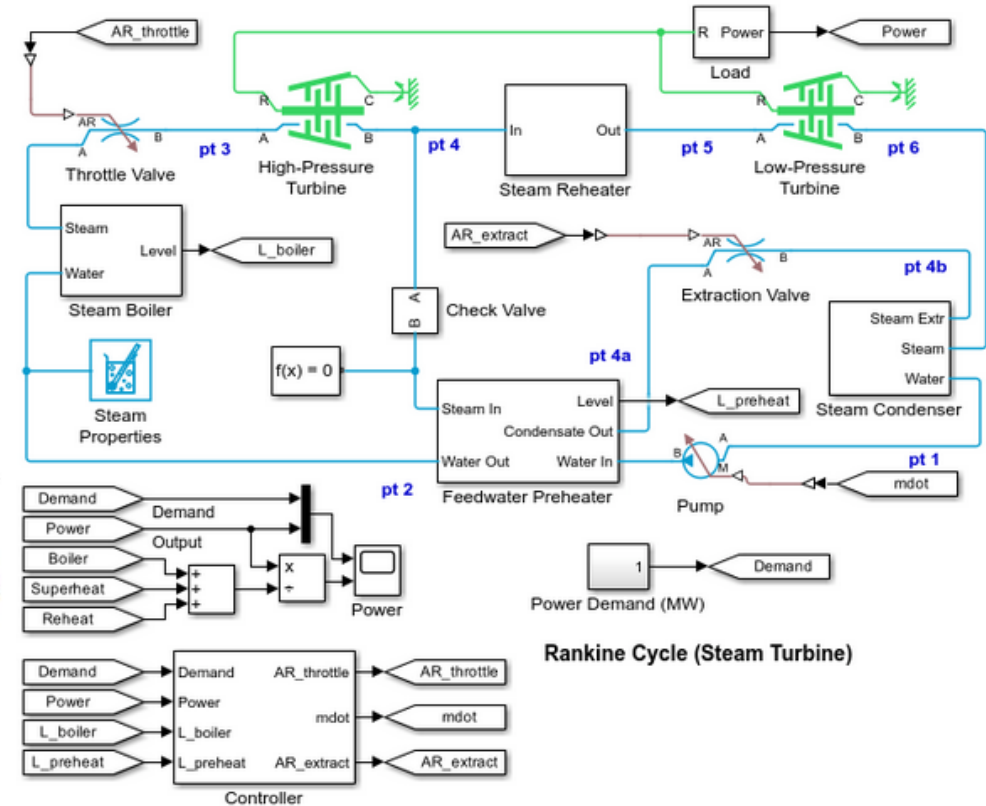 AR_throttle
R Power
Power
Load
R
C
R
C
AR
A
B
pt 3
A
B
pt 4
In
Out
pt 5
A
B
pt 6
Throttle Valve
High-Pressure
Turbine
Steam Reheater
Low-Pressure
Turbine
Steam
Level
L_boiler
Water
Steam Boiler
AR_extract
AR
A
B
pt 4b
Extraction Valve
A
B
Check Valve
Steam Extr
Steam
Water
Steam Condenser
Steam
Properties
f(x) = 0
pt 4a
Steam In
Level
L_preheat
Condensate Out
Water Out
Water In
Feedwater Preheater
B
A
M
Pump
pt 1
mdot
pt 2
Demand
Demand
Power
Output
Boiler
Superheat
Reheat
+
+
+
x
÷
Power
1
Demand
Power Demand (MW)
Rankine Cycle (Steam Turbine)
Demand
Demand
AR_throttle
AR_throttle
Power
Power
L_boiler
L_boiler
mdot
mdot
L_preheat
L_preheat
AR_extract
AR_extract
Controller